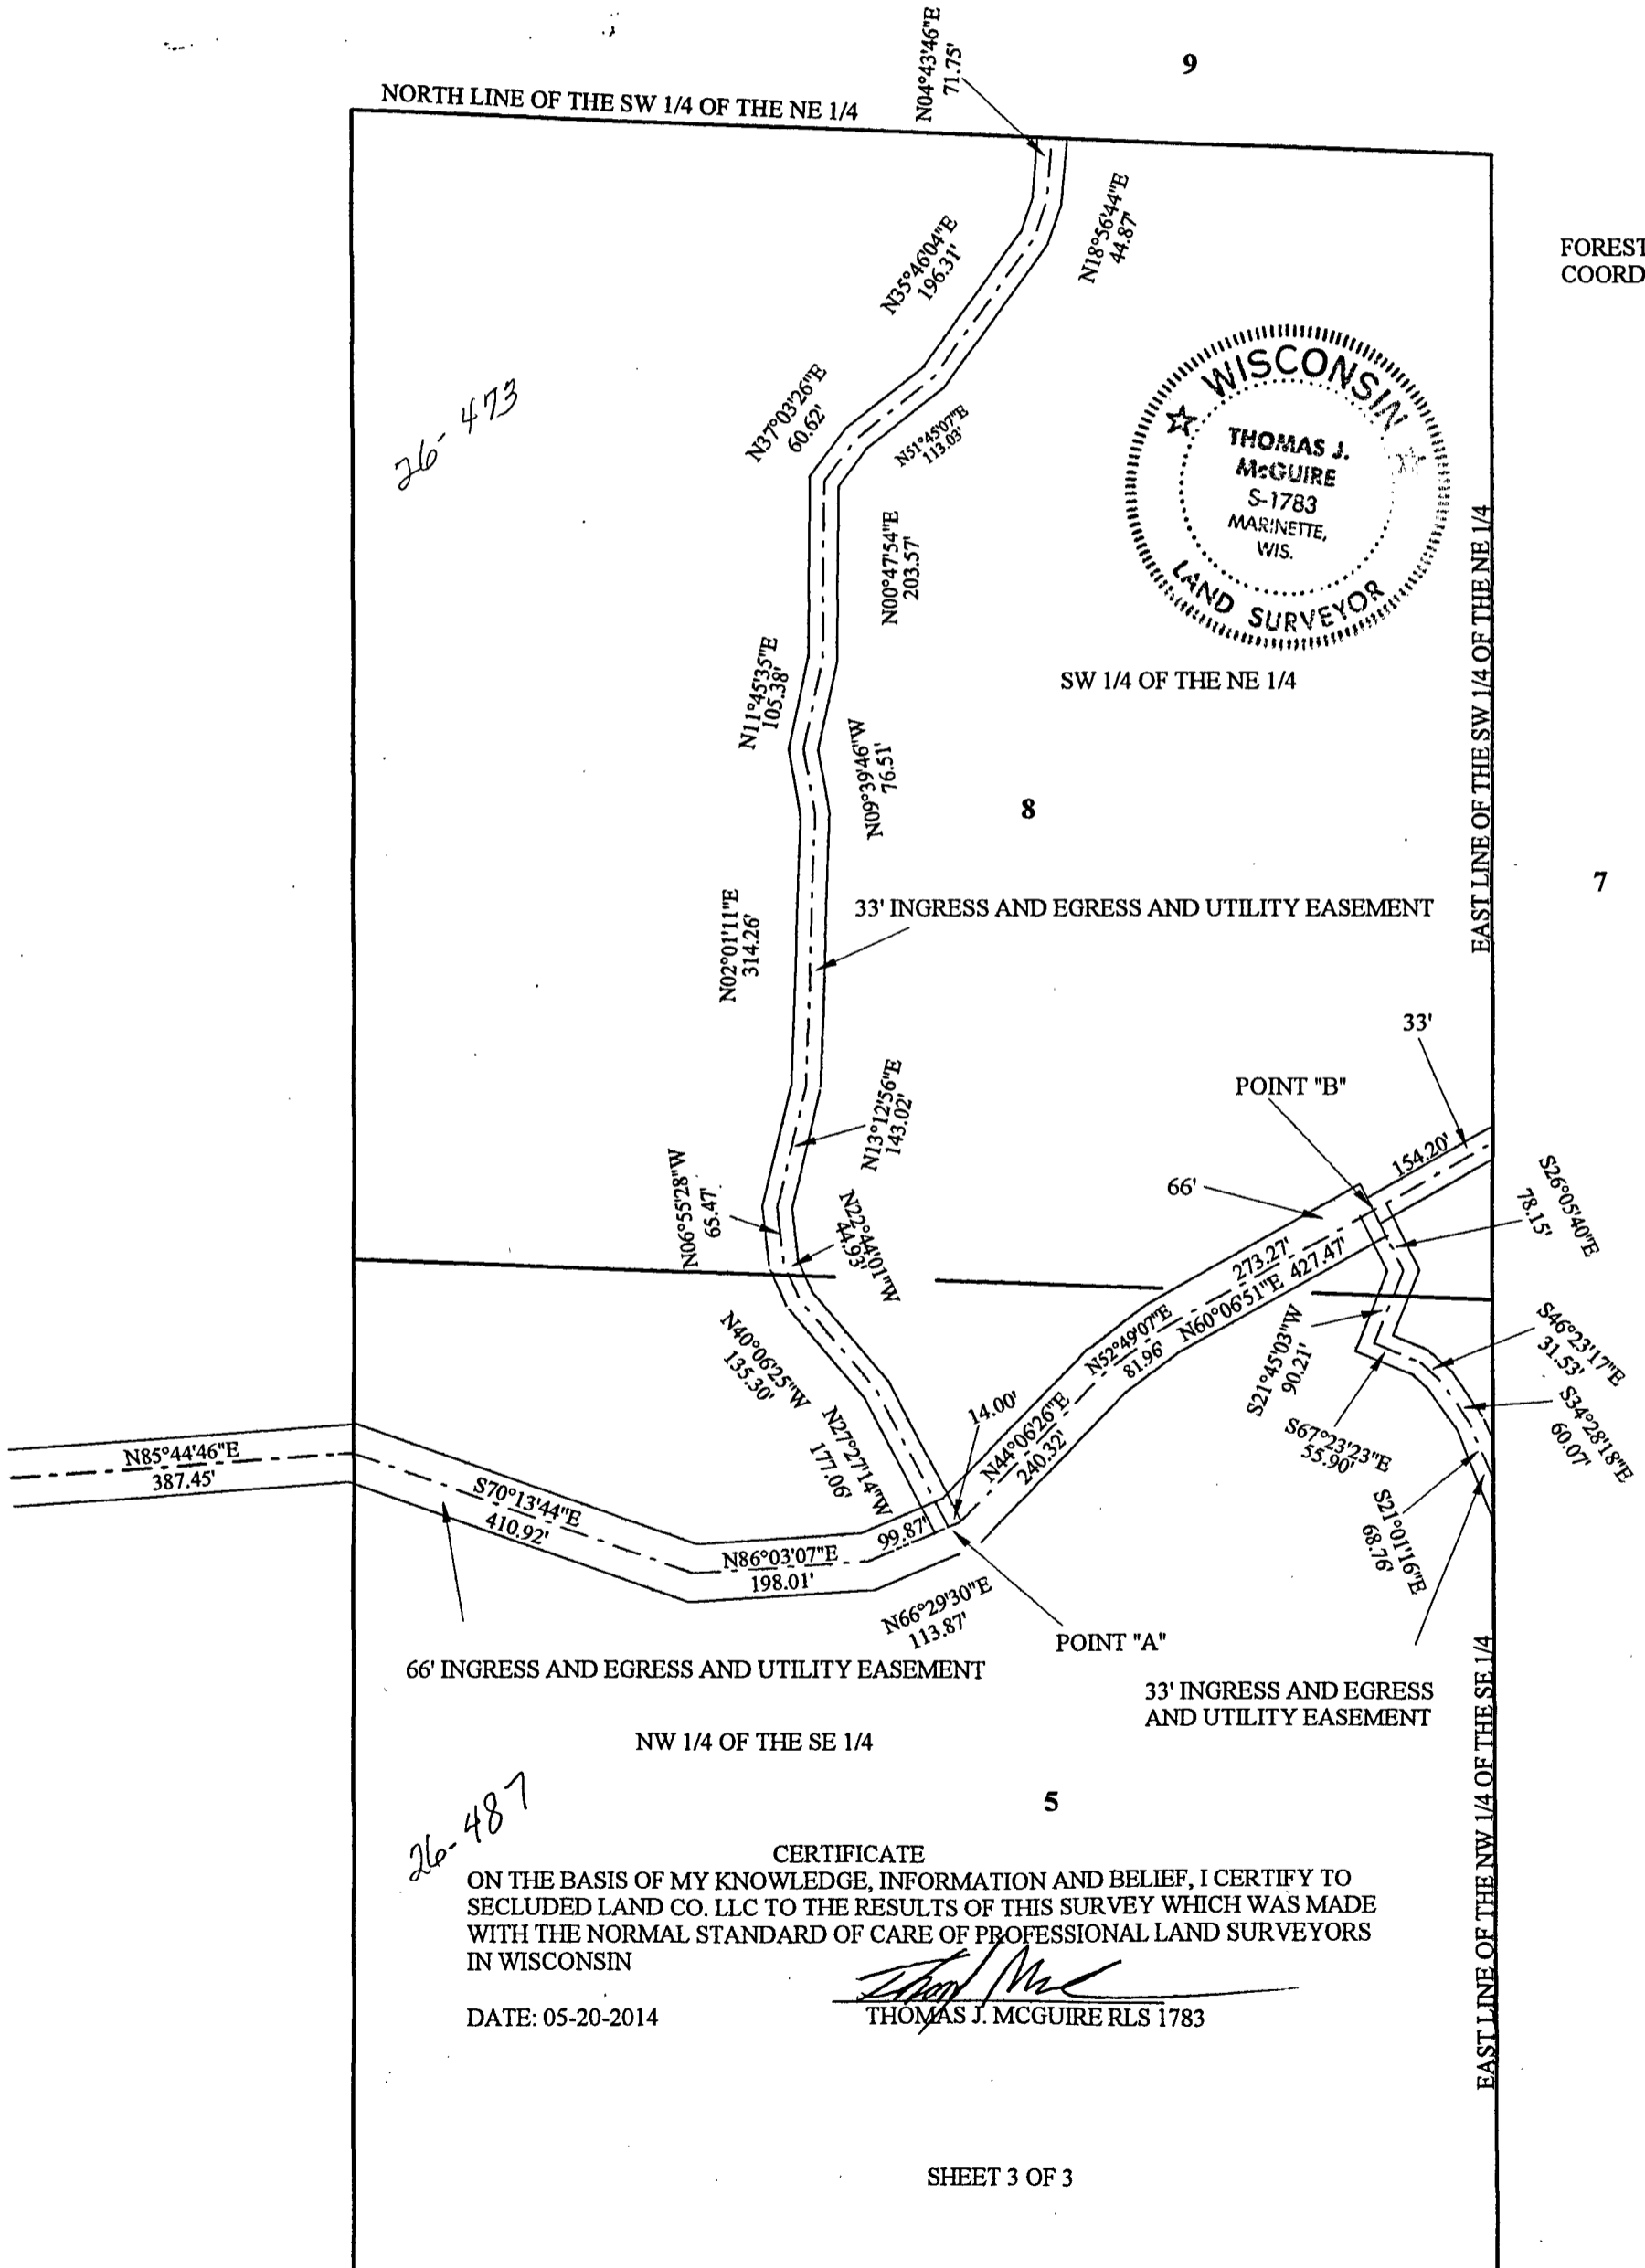 N04°43'46"E
71.75'
9
NORTH LINE OF THE SW 1/4 OF THE NE 1/4
N18°56'44"E
44.87'
FOREST
COORD
N35°46'04"E
196.31'
N37°03'26"E
60.62'
N51°45'07"E
113.03'
26-473
WISCONSIN
THOMAS J.
McGUIRE
S-1783
MARINETTE,
WIS.
LAND SURVEYOR
N00°47'54"E
203.57'
EAST LINE OF THE SW 1/4 OF THE NE 1/4
SW 1/4 OF THE NE 1/4
N11°45'35"E
105.38'
N09°39'46"W
76.51'
8
7
33' INGRESS AND EGRESS AND UTILITY EASEMENT
N02°01'11"E
314.26'
33'
POINT "B"
N13°12'56"E
143.02'
154.20'
66'
N06°55'28"W
65.47'
N22°44'01"W
44.93'
S26°05'40"E
78.15'
273.27'
N60°06'51"E 427.47'
N52°49'07"E
81.96'
S21°45'03"W
90.21'
S46°23'17"E
31.53'
N40°06'25"W
135.30'
S34°28'18"E
60.07'
S67°23'23"E
55.90'
14.00'
N44°06'26"E
240.32'
N27°27'14"W
177.06'
N85°44'46"E
387.45'
S70°13'44"E
410.92'
S21°01'16"E
68.76'
99.87'
N86°03'07"E
198.01'
N66°29'30"E
113.87'
POINT "A"
66' INGRESS AND EGRESS AND UTILITY EASEMENT
33' INGRESS AND EGRESS
AND UTILITY EASEMENT
NW 1/4 OF THE SE 1/4
EAST LINE OF THE NW 1/4 OF THE SE 1/4
5
26-487
CERTIFICATE
ON THE BASIS OF MY KNOWLEDGE, INFORMATION AND BELIEF, I CERTIFY TO
SECLUDED LAND CO. LLC TO THE RESULTS OF THIS SURVEY WHICH WAS MADE
WITH THE NORMAL STANDARD OF CARE OF PROFESSIONAL LAND SURVEYORS
IN WISCONSIN
DATE: 05-20-2014
THOMAS J. MCGUIRE RLS 1783
SHEET 3 OF 3